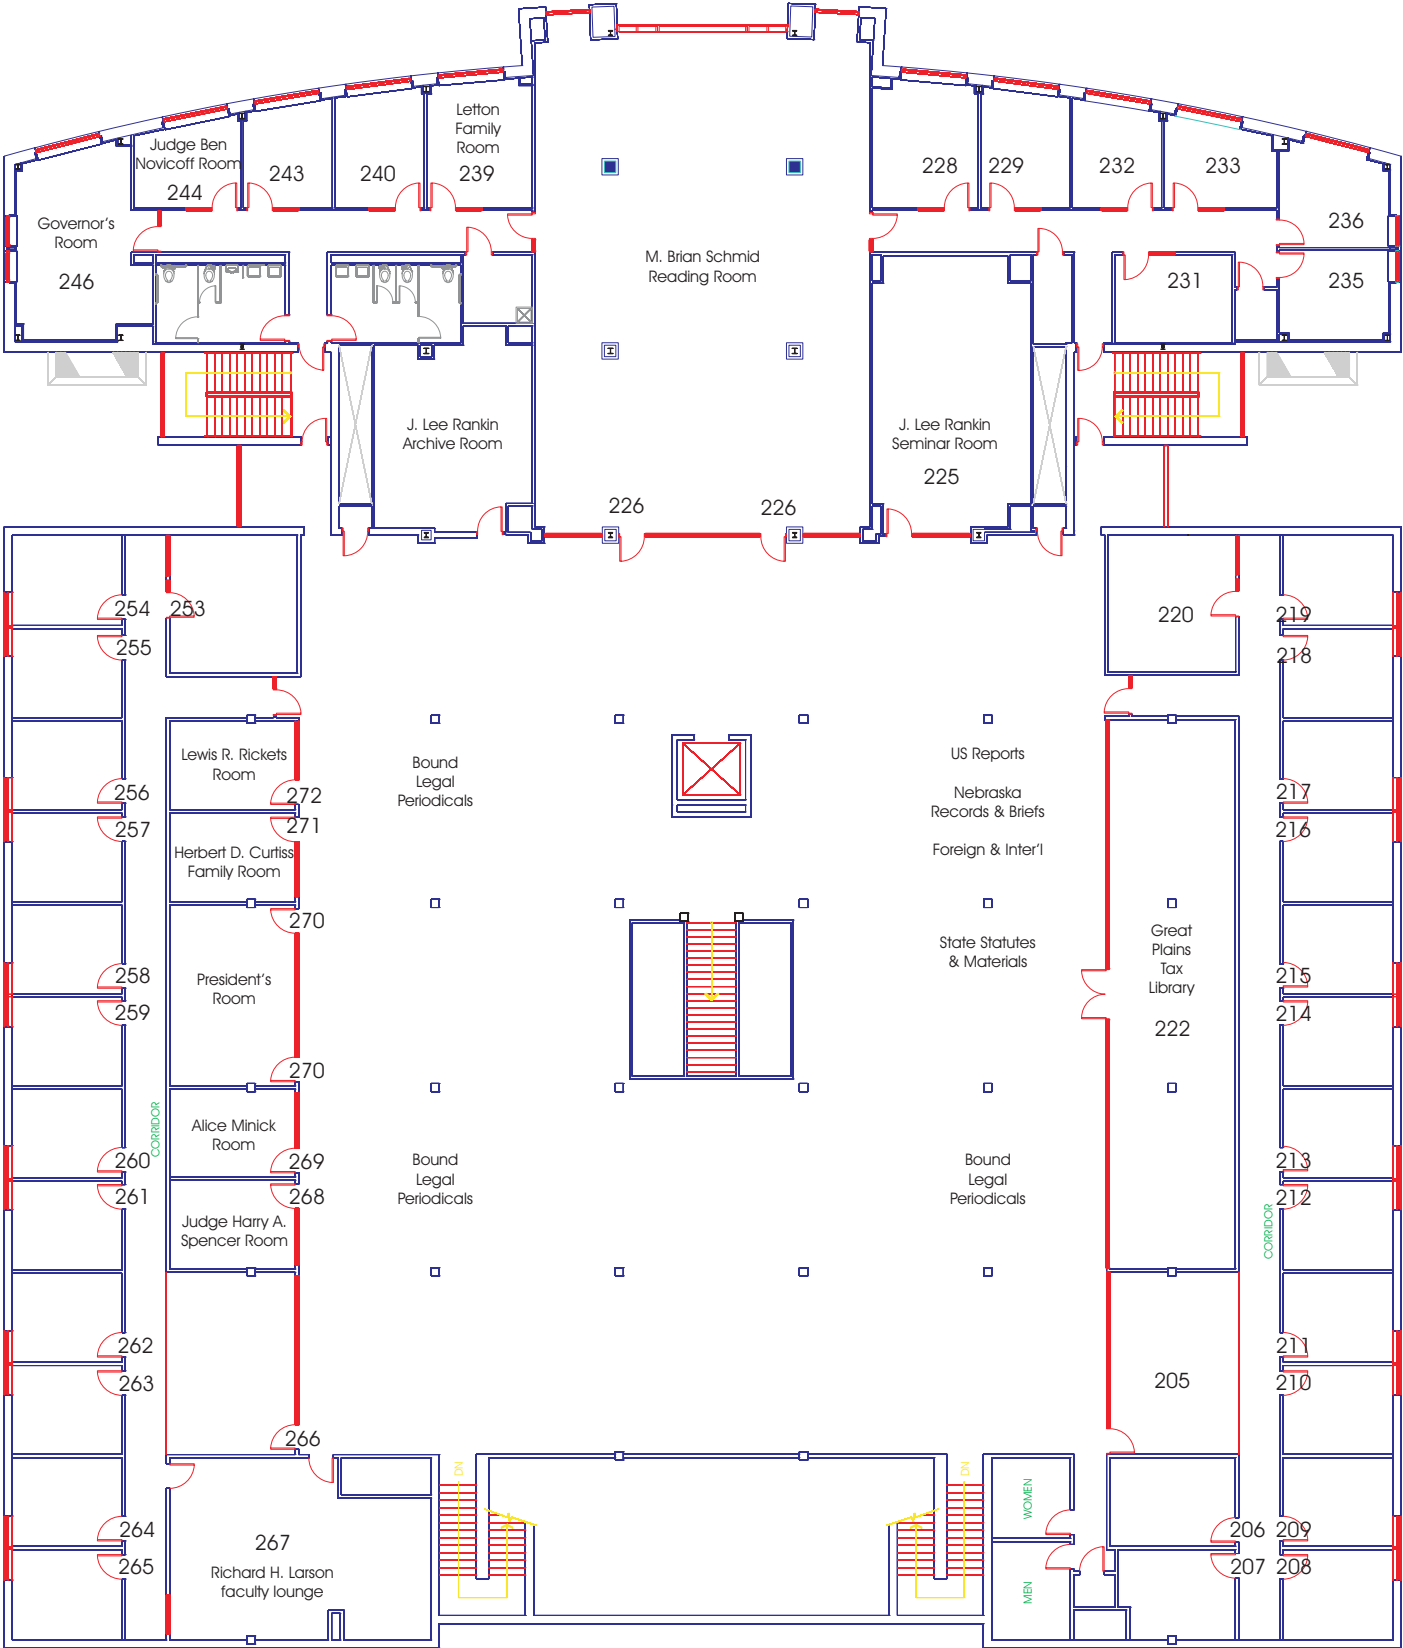 Letton
Family
Room
239
Judge Ben
Novicoff Room
244
243
240
228
229
232
233
236
Governor's
Room
246
M. Brian Schmid
Reading Room
231
235
J. Lee Rankin
Archive Room
J. Lee Rankin
Seminar Room
225
226
226
254
253
255
220
219
218
Lewis R. Rickets
Room
272
Bound
Legal
Periodicals
US Reports
Nebraska
Records & Briefs
Foreign & Inter'l
256
257
271
Herbert D. Curtiss
Family Room
217
216
270
President's
Room
270
State Statutes
& Materials
Great
Plains
Tax
Library
222
258
259
215
214
CORRIDOR
Alice Minick
Room
269
268
Judge Harry A.
Spencer Room
260
261
Bound
Legal
Periodicals
Bound
Legal
Periodicals
213
212
CORRIDOR
262
263
266
205
211
210
DN
DN
WOMEN
MEN
264
265
267
Richard H. Larson
faculty lounge
206
209
207
208